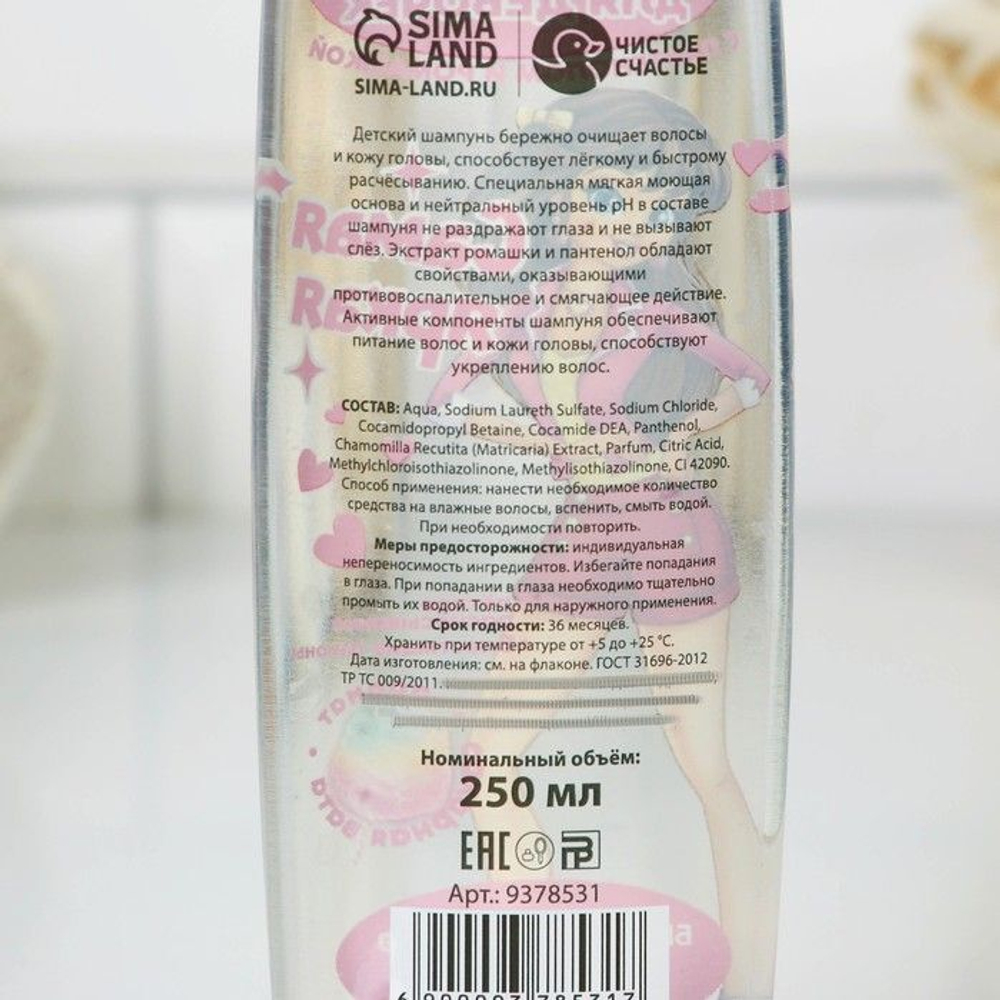 SIMA
LAND
SIMA-LAND.RU
ЧИСТОЕ
СЧАСТЬЕ
Детский шампунь бережно очищает волосы
и кожу головы, способствует лёгкому и быстрому
расчёсыванию. Специальная мягкая моющая
основа и нейтральный уровень pH в составе
шампуня не раздражают глаза и не вызывают
слёз. Экстракт ромашки и пантенол обладают
свойствами, оказывающими
противовоспалительное и смягчающее действие.
Активные компоненты шампуня обеспечивают
питание волос и кожи головы, способствуют
укреплению волос.
СОСТАВ: Aqua, Sodium Laureth Sulfate, Sodium Chloride,
Cocamidopropyl Betaine, Cocamide DEA, Panthenol,
Chamomilla Recutita (Matricaria) Extract, Parfum, Citric Acid,
Methylchloroisothiazolinone, Methylisothiazolinone, CI 42090.
Способ применения: нанести необходимое количество
средства на влажные волосы, вспенить, смыть водой.
При необходимости повторить.
Меры предосторожности: индивидуальная
непереносимость ингредиентов. Избегайте попадания
в глаза. При попадании в глаза необходимо тщательно
промыть их водой. Только для наружного применения.
Срок годности: 36 месяцев.
Хранить при температуре от +5 до +25 °С.
Дата изготовления: см. на флаконе. ГОСТ 31696-2012
ТР ТС 009/2011.
Номинальный объём:
250 мл
EAC
Арт.: 9378531